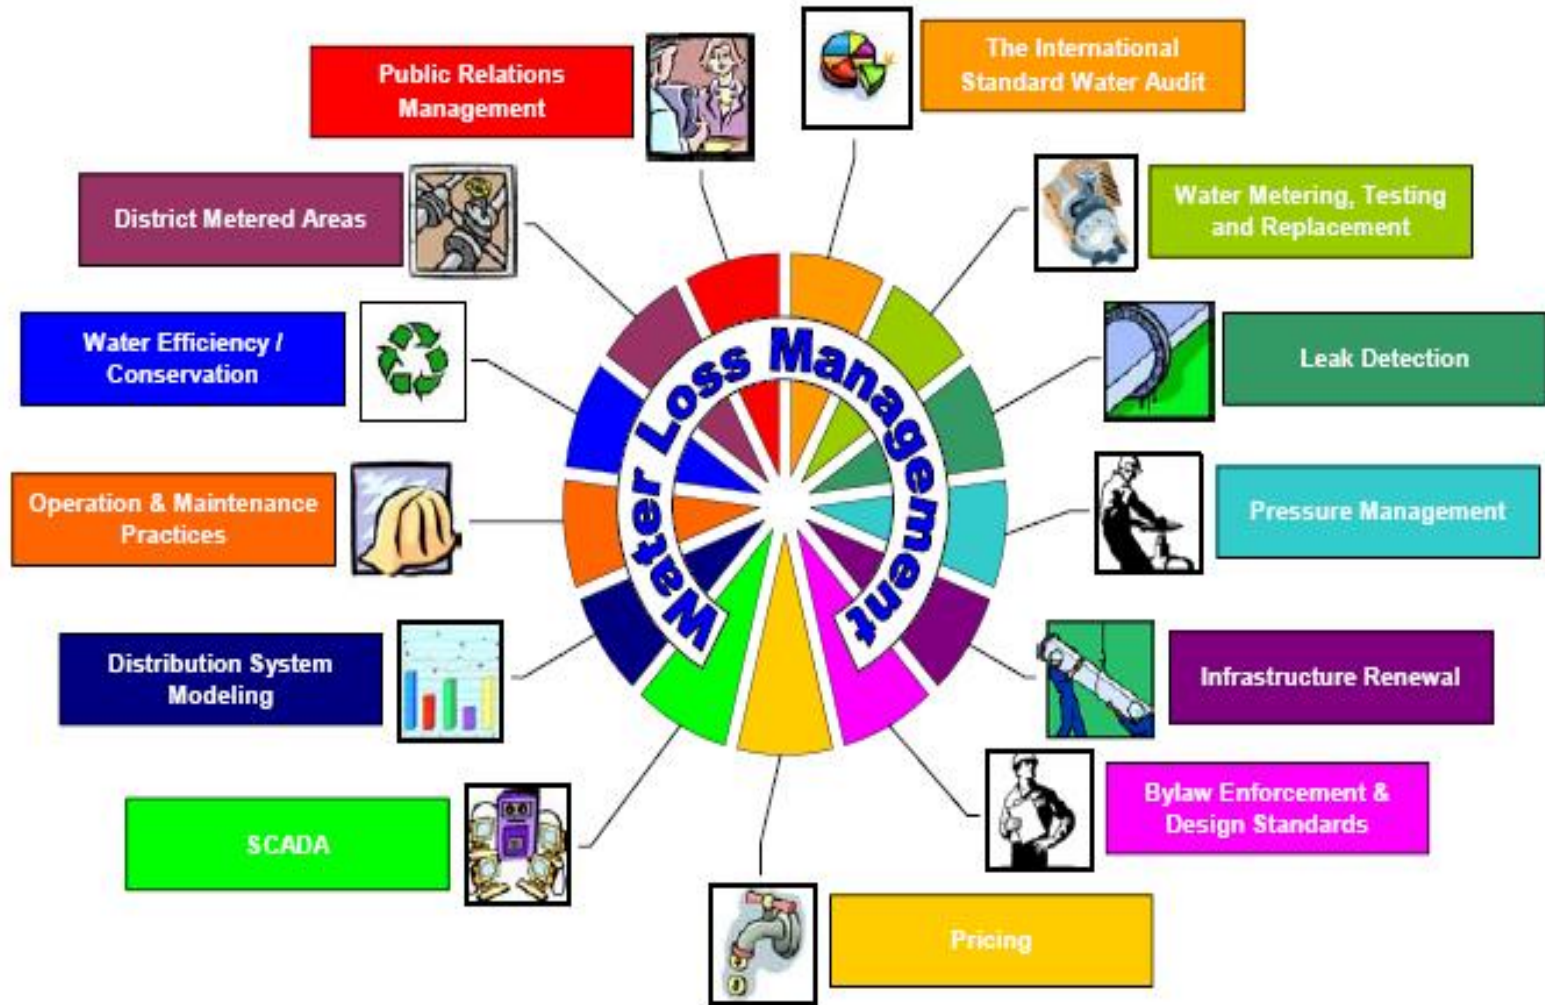 Public Relations
Management
The International
Standard Water Audit
District Metered Areas
Water Metering, Testing
and Replacement
Water Efficiency /
Conservation
Leak Detection
Water Loss Management
Operation & Maintenance
Practices
Pressure Management
Distribution System
Modeling
Infrastructure Renewal
SCADA
Bylaw Enforcement &
Design Standards
Pricing